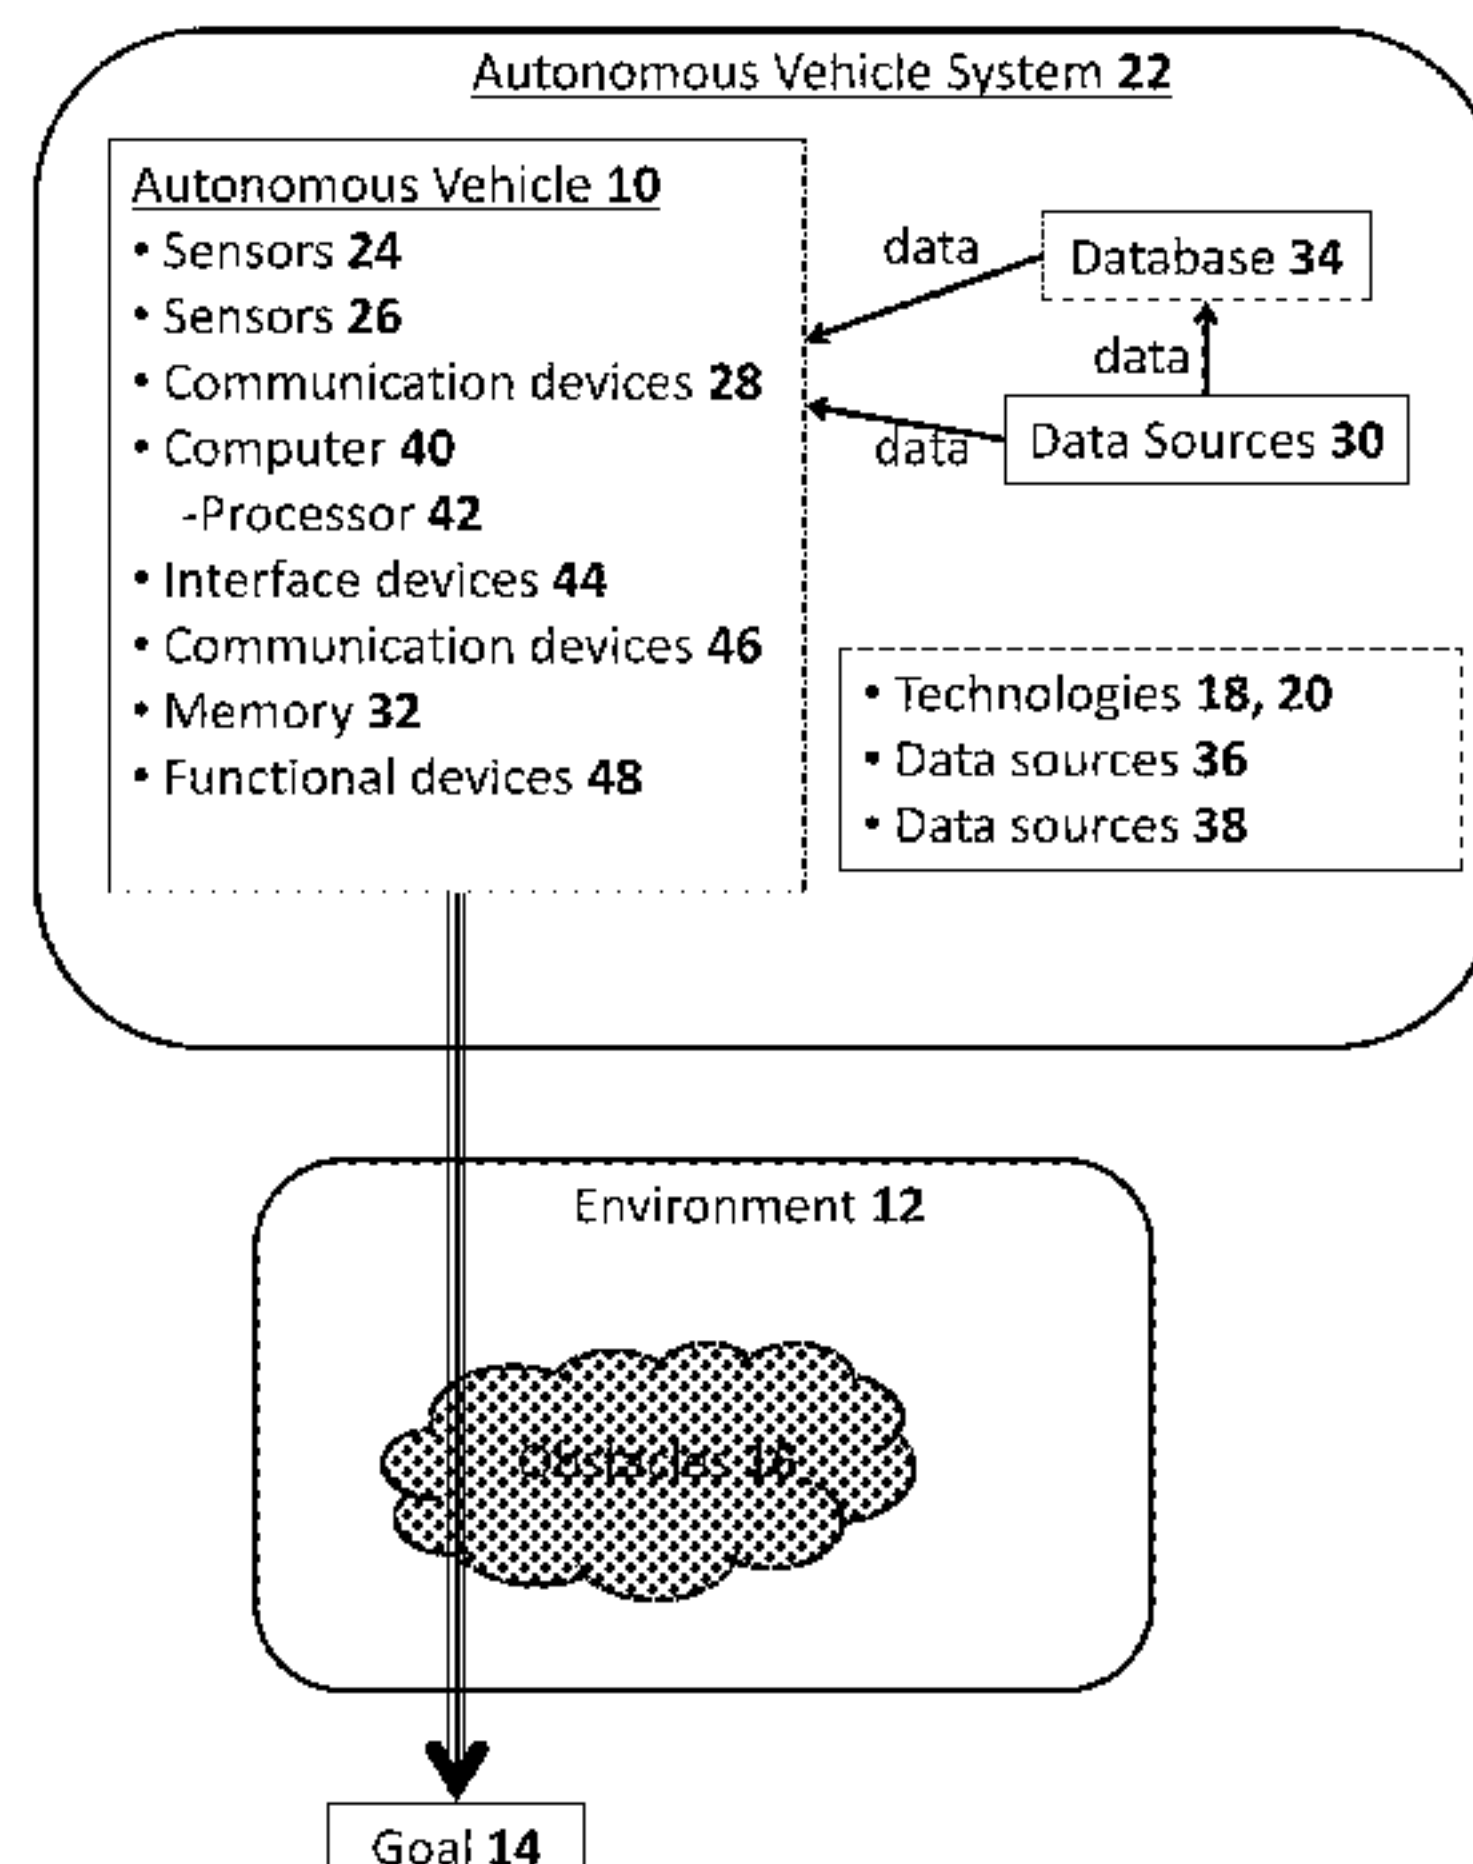 Autonomous Vehicle System 22
Autonomous Vehicle 10
• Sensors 24
• Sensors 26
• Communication devices 28
• Computer 40
-Processor 42
• Interface devices 44
• Communication devices 46
• Memory 32
• Functional devices 48
data
Database 34
data
data
Data Sources 30
• Technologies 18, 20
• Data sources 36
• Data sources 38
Environment 12
Obstacles 16
Goal 14